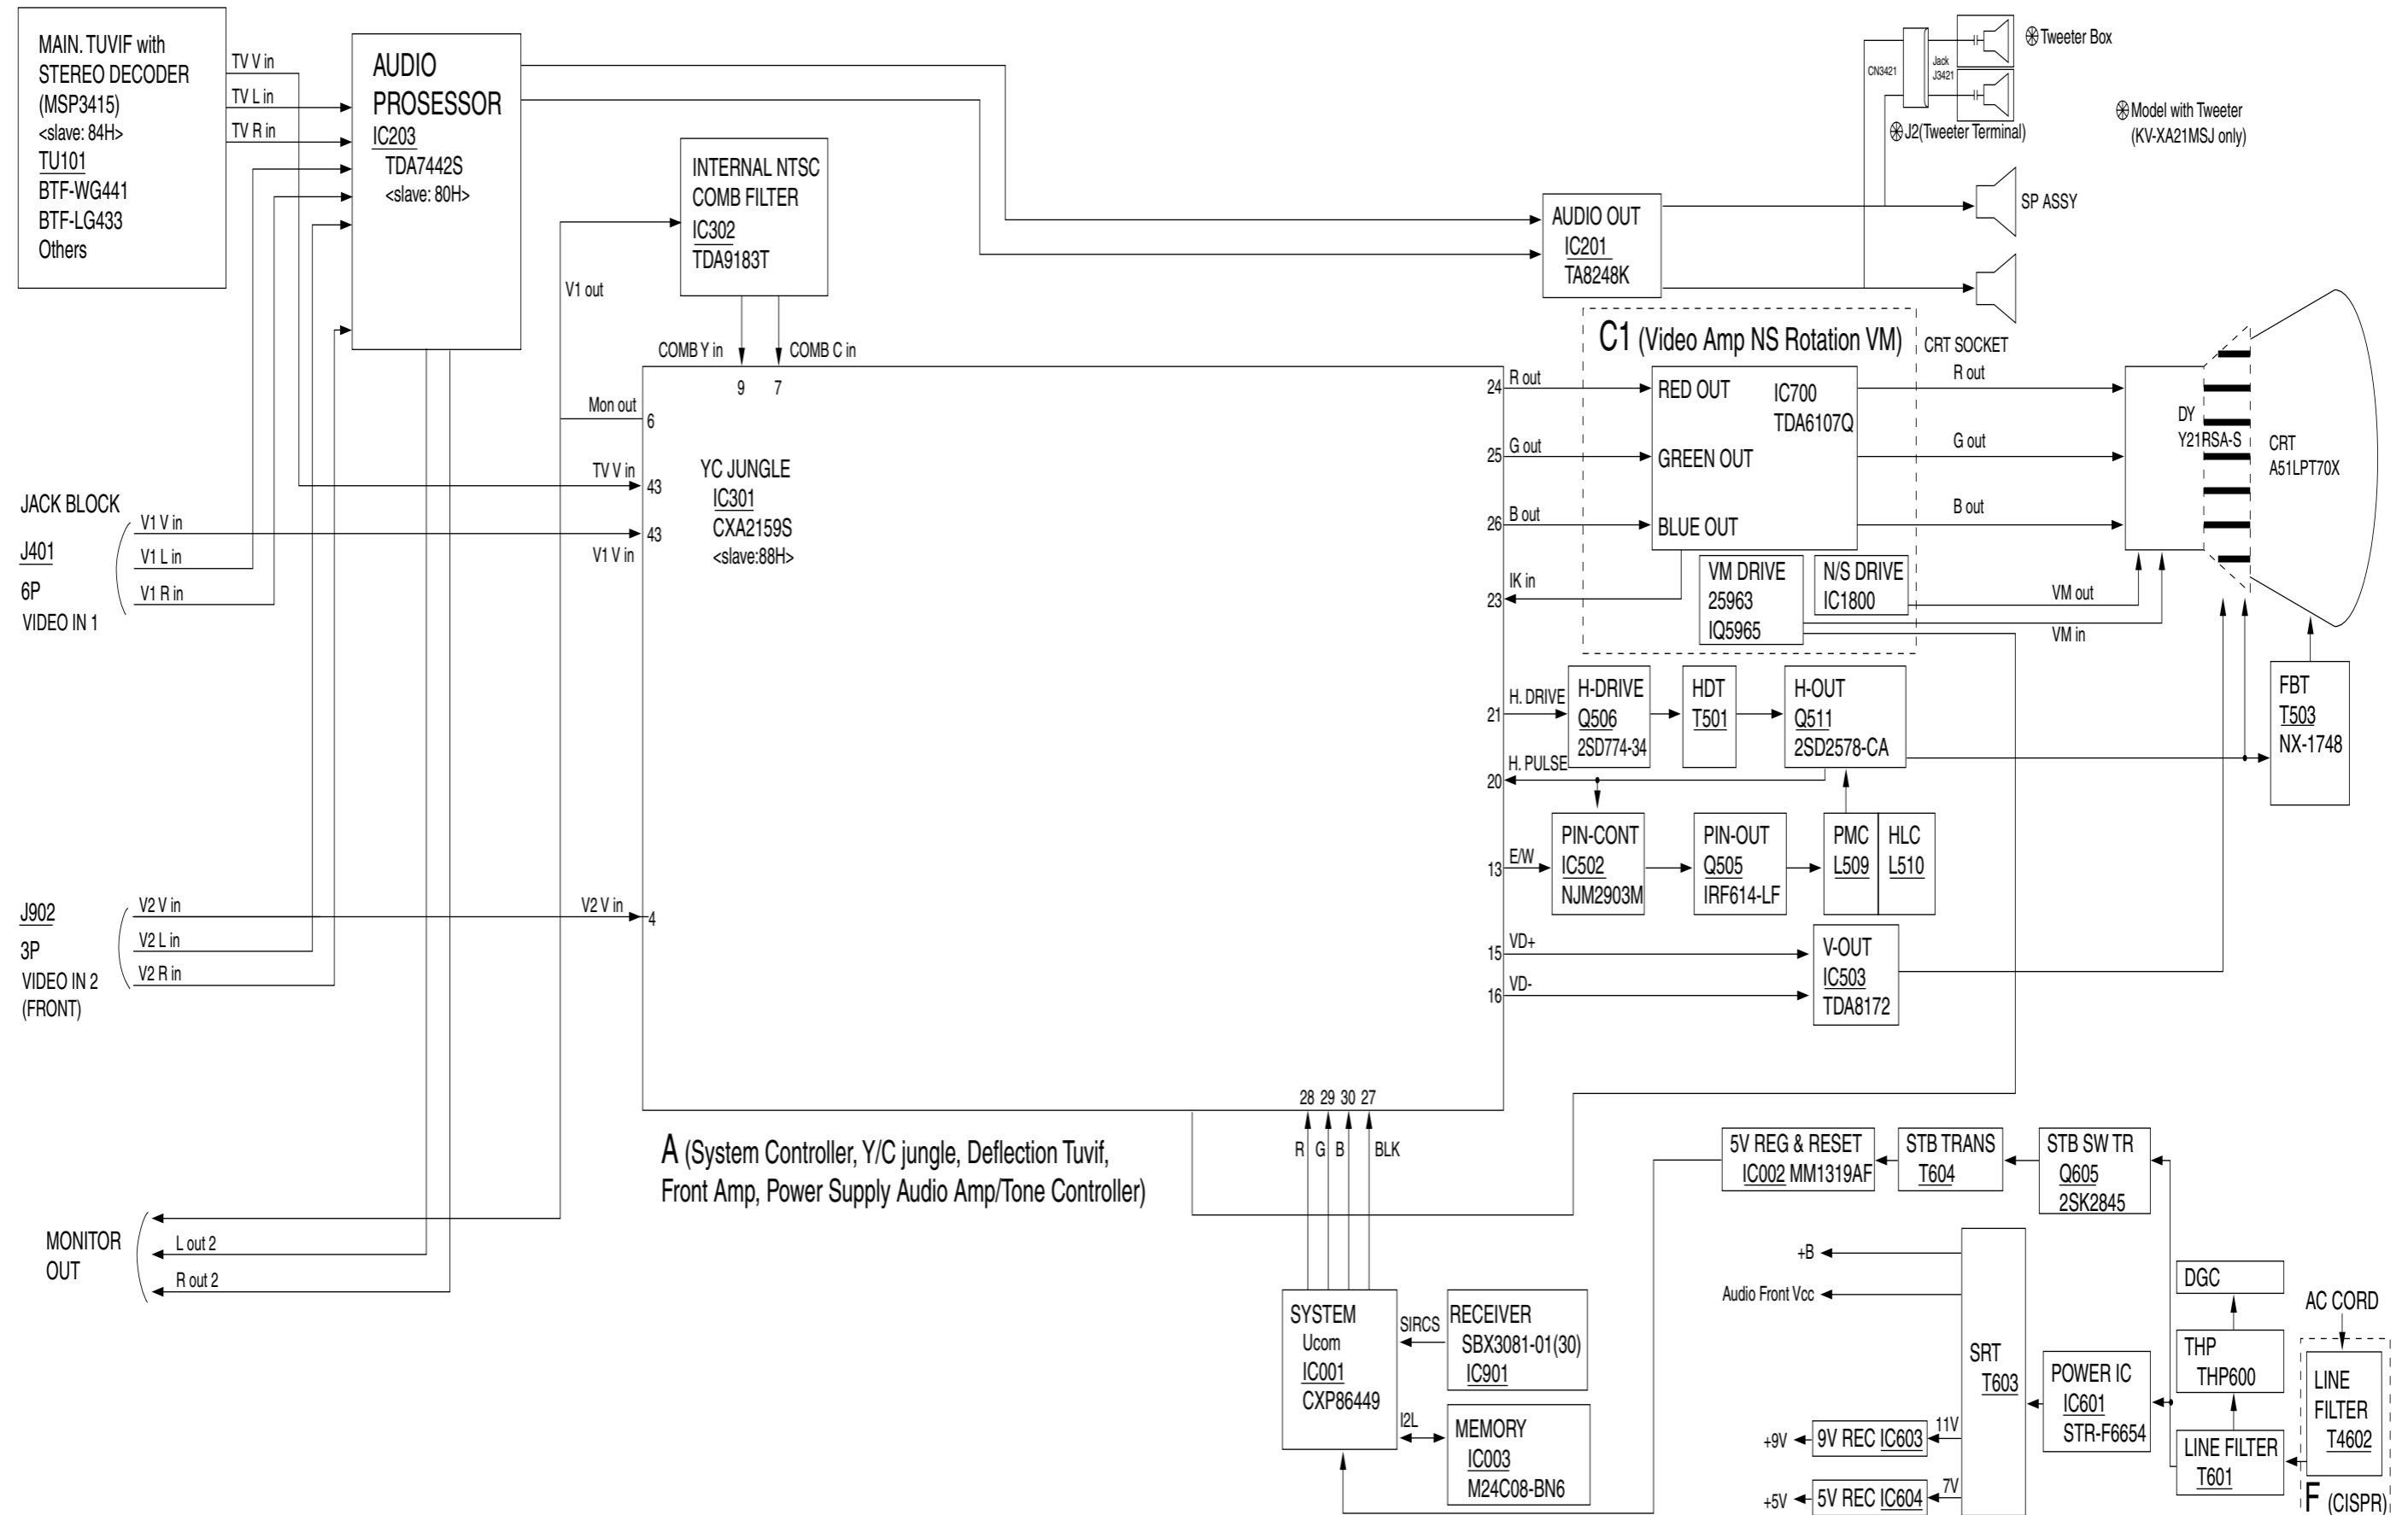 MAIN. TUVIF with
STEREO DECODER
(MSP3415)
<slave: 84H>
TU101
BTF-WG441
BTF-LG433
Others
TV V in
TV L in
TV R in
AUDIO
PROSESSOR
IC203
TDA7442S
<slave: 80H>
INTERNAL NTSC
COMB FILTER
IC302
TDA9183T
V1 out
COMB Y in
COMB C in
9
7
AUDIO OUT
IC201
TA8248K
CN3421
Jack
J3421
Tweeter Box
J2(Tweeter Terminal)
Model with Tweeter
(KV-XA21MSJ only)
SP ASSY
C1 (Video Amp NS Rotation VM)
CRT SOCKET
Mon out
6
TV V in
43
43
V1 V in
YC JUNGLE
IC301
CXA2159S
<slave:88H>
JACK BLOCK
J401
6P
VIDEO IN 1
V1 V in
V1 L in
V1 R in
24
R out
25
G out
26
B out
23
IK in
RED OUT
GREEN OUT
BLUE OUT
IC700
TDA6107Q
R out
G out
B out
VM DRIVE
25963
IQ5965
N/S DRIVE
IC1800
VM out
VM in
DY
Y21RSA-S
CRT
A51LPT70X
FBT
T503
NX-1748
21
H. DRIVE
H-DRIVE
Q506
2SD774-34
HDT
T501
H-OUT
Q511
2SD2578-CA
20
H. PULSE
13
E/W
PIN-CONT
IC502
NJM2903M
PIN-OUT
Q505
IRF614-LF
PMC
L509
HLC
L510
15
VD+
16
VD-
V-OUT
IC503
TDA8172
J902
3P
VIDEO IN 2
(FRONT)
V2 V in
V2 L in
V2 R in
V2 V in
4
28 29 30 27
R
G
B
BLK
A (System Controller, Y/C jungle, Deflection Tuvif,
Front Amp, Power Supply Audio Amp/Tone Controller)
MONITOR
OUT
L out 2
R out 2
SYSTEM
Ucom
IC001
CXP86449
SIRCS
RECEIVER
SBX3081-01(30)
IC901
I2L
MEMORY
IC003
M24C08-BN6
5V REG & RESET
IC002 MM1319AF
STB TRANS
T604
STB SW TR
Q605
2SK2845
+B
Audio Front Vcc
SRT
T603
11V
9V REC IC603
+9V
7V
5V REC IC604
+5V
POWER IC
IC601
STR-F6654
DGC
THP
THP600
LINE FILTER
T601
AC CORD
LINE
FILTER
T4602
F (CISPR)